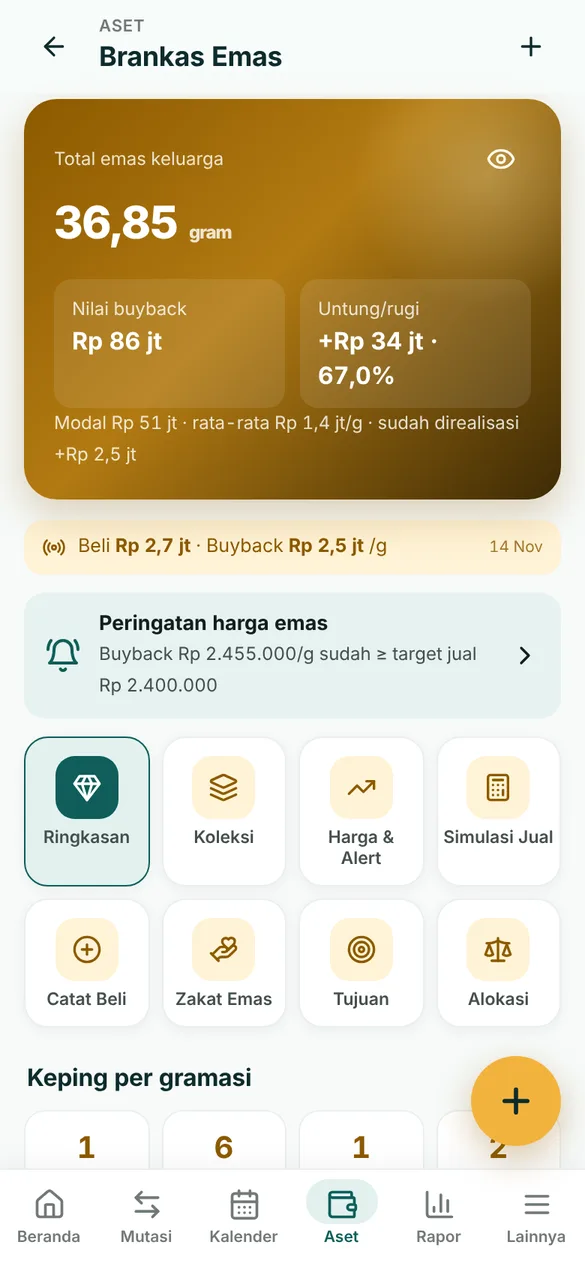 ASET
Brankas Emas
Total emas keluarga
36,85 gram
Nilai buyback
Rp 86 jt
Untung/rugi
+Rp 34 jt ·
67,0%
Modal Rp 51 jt · rata-rata Rp 1,4 jt/g · sudah direalisasi
+Rp 2,5 jt
Beli Rp 2,7 jt · Buyback Rp 2,5 jt /g
14 Nov
Peringatan harga emas
Buyback Rp 2.455.000/g sudah ≥ target jual
Rp 2.400.000
Ringkasan
Koleksi
Harga &
Alert
Simulasi Jual
Catat Beli
Zakat Emas
Tujuan
Alokasi
Keping per gramasi
1
6
1
2
Beranda
Mutasi
Kalender
Aset
Rapor
Lainnya